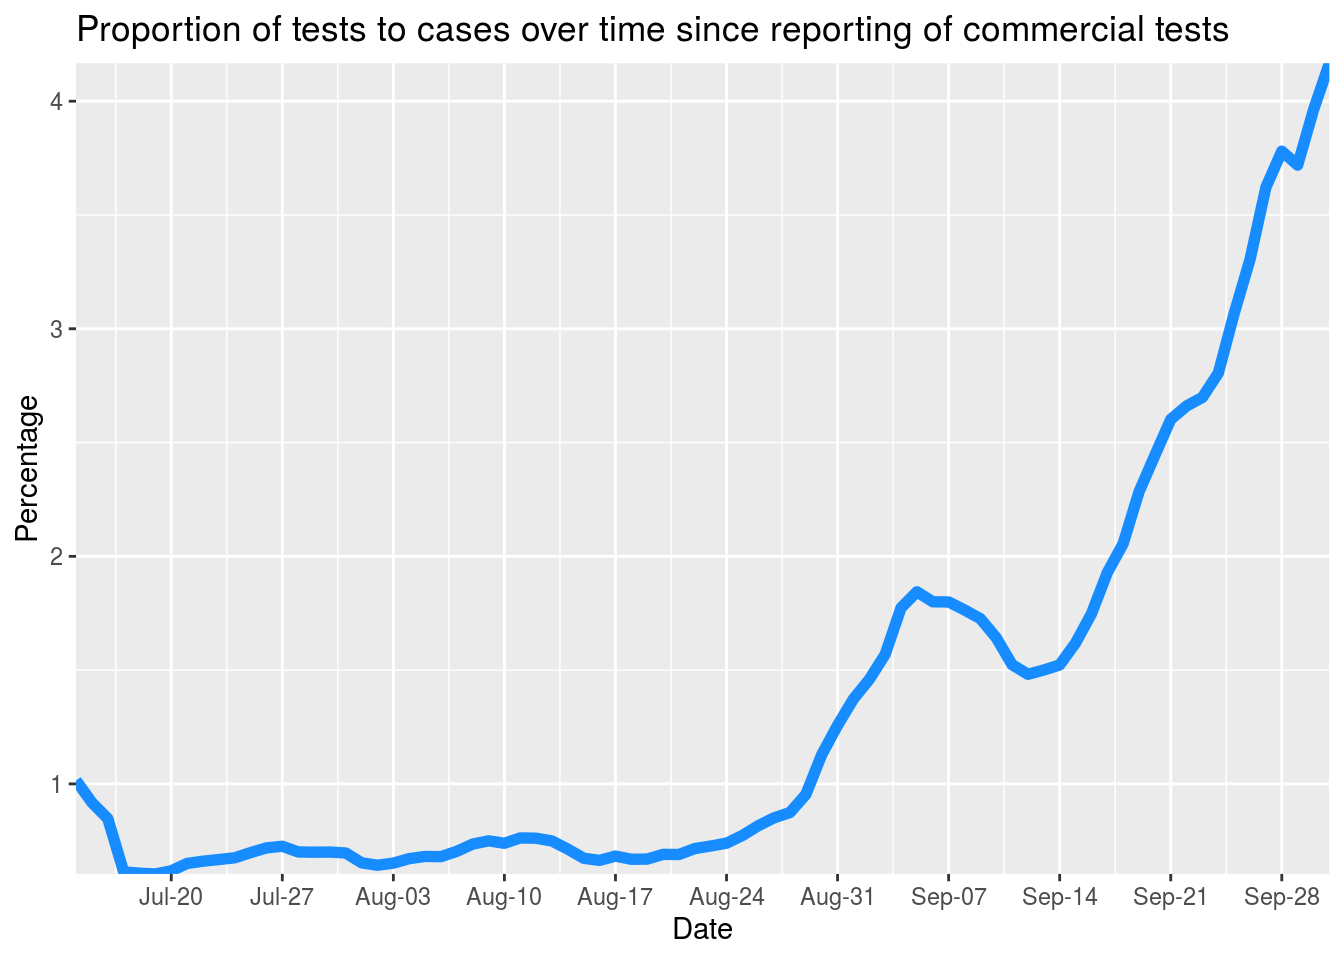 Proportion of tests to cases over time since reporting of commercial tests
4
3
2
1
Percentage
Jul-20 Jul-27 Aug-03 Aug-10 Aug-17 Aug-24 Aug-31 Sep-07 Sep-14 Sep-21 Sep-28
Date